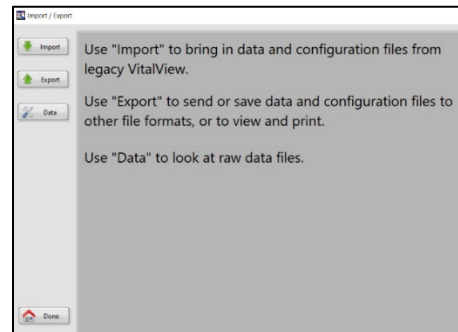 Import / Export
Import
Export
Data
Use "Import" to bring in data and configuration files from
legacy VitalView.
Use "Export" to send or save data and configuration files to
other file formats, or to view and print.
Use "Data" to look at raw data files.
Done